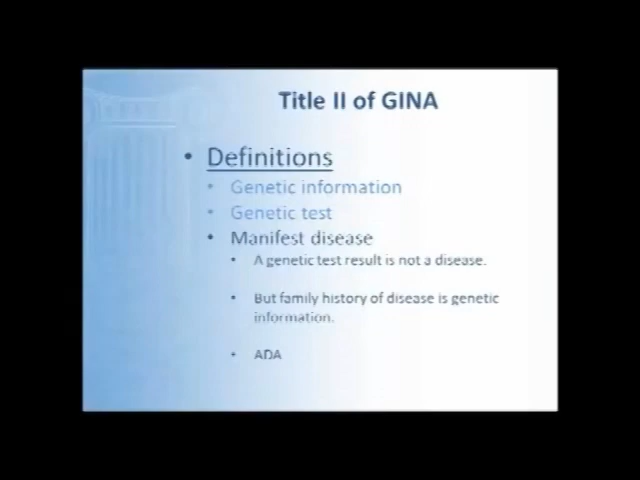 Title II of GINA
• Definitions
• Genetic information
• Genetic test
• Manifest disease
• A genetic test result is not a disease.
• But family history of disease is genetic
information.
• ADA